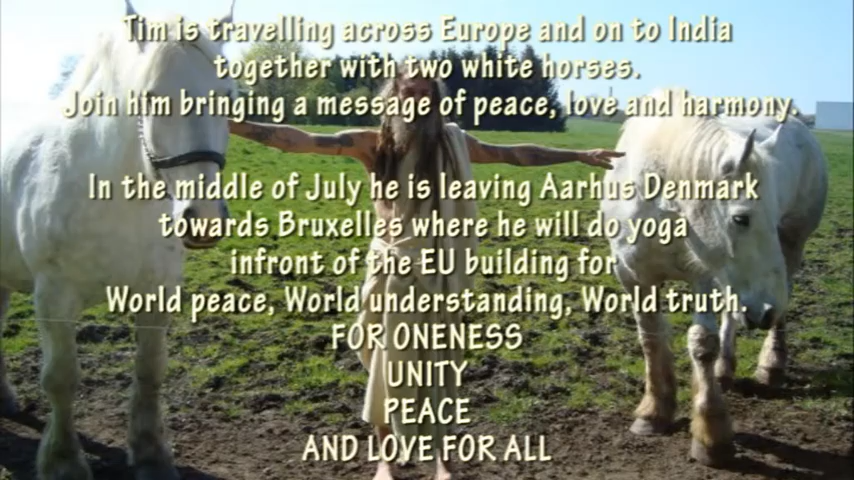 Tim is travelling across Europe and on to India
together with two white horses.
Join him bringing a message of peace, love and harmony.
In the middle of July he is leaving Aarhus Denmark
towards Bruxelles where he will do yoga
infront of the EU building for
World peace, World understanding, World truth.
FOR ONENESS
UNITY
PEACE
AND LOVE FOR ALL